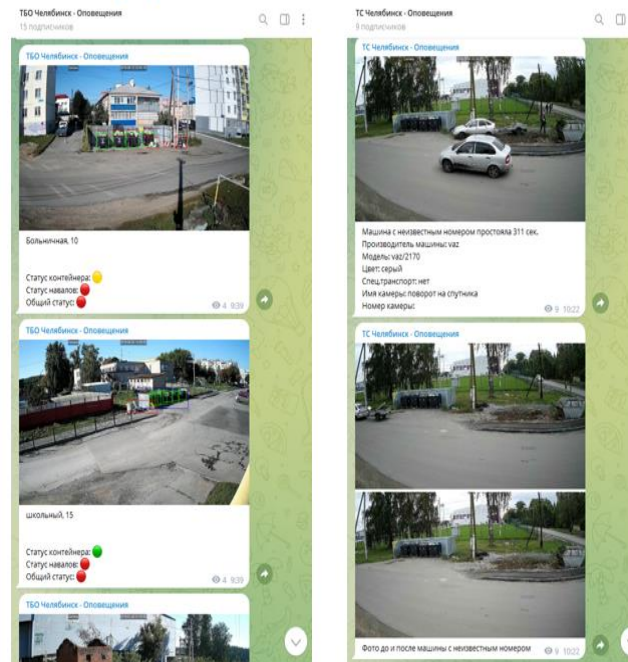 ТБО Челябинск - Оповещения
15 подписчиков
ТБО Челябинск - Оповещения
Больничная, 10
Статус контейнера:
Статус навалов:
Общий статус:
4 9:39
ТБО Челябинск - Оповещения
школьный, 15
Статус контейнера:
Статус навалов:
Общий статус:
4 9:39
ТБО Челябинск - Оповещения
ТС Челябинск - Оповещения
9 подписчиков
ТС Челябинск - Оповещения
Машина с неизвестным номером простояла 311 сек.
Производитель машины: vaz
Модель: vaz/2170
Цвет: серый
Спец.транспорт: нет
Имя камеры: поворот на спутника
Номер камеры:
9 10:22
ТС Челябинск - Оповещения
Фото до и после машины с неизвестным номером
9 10:22